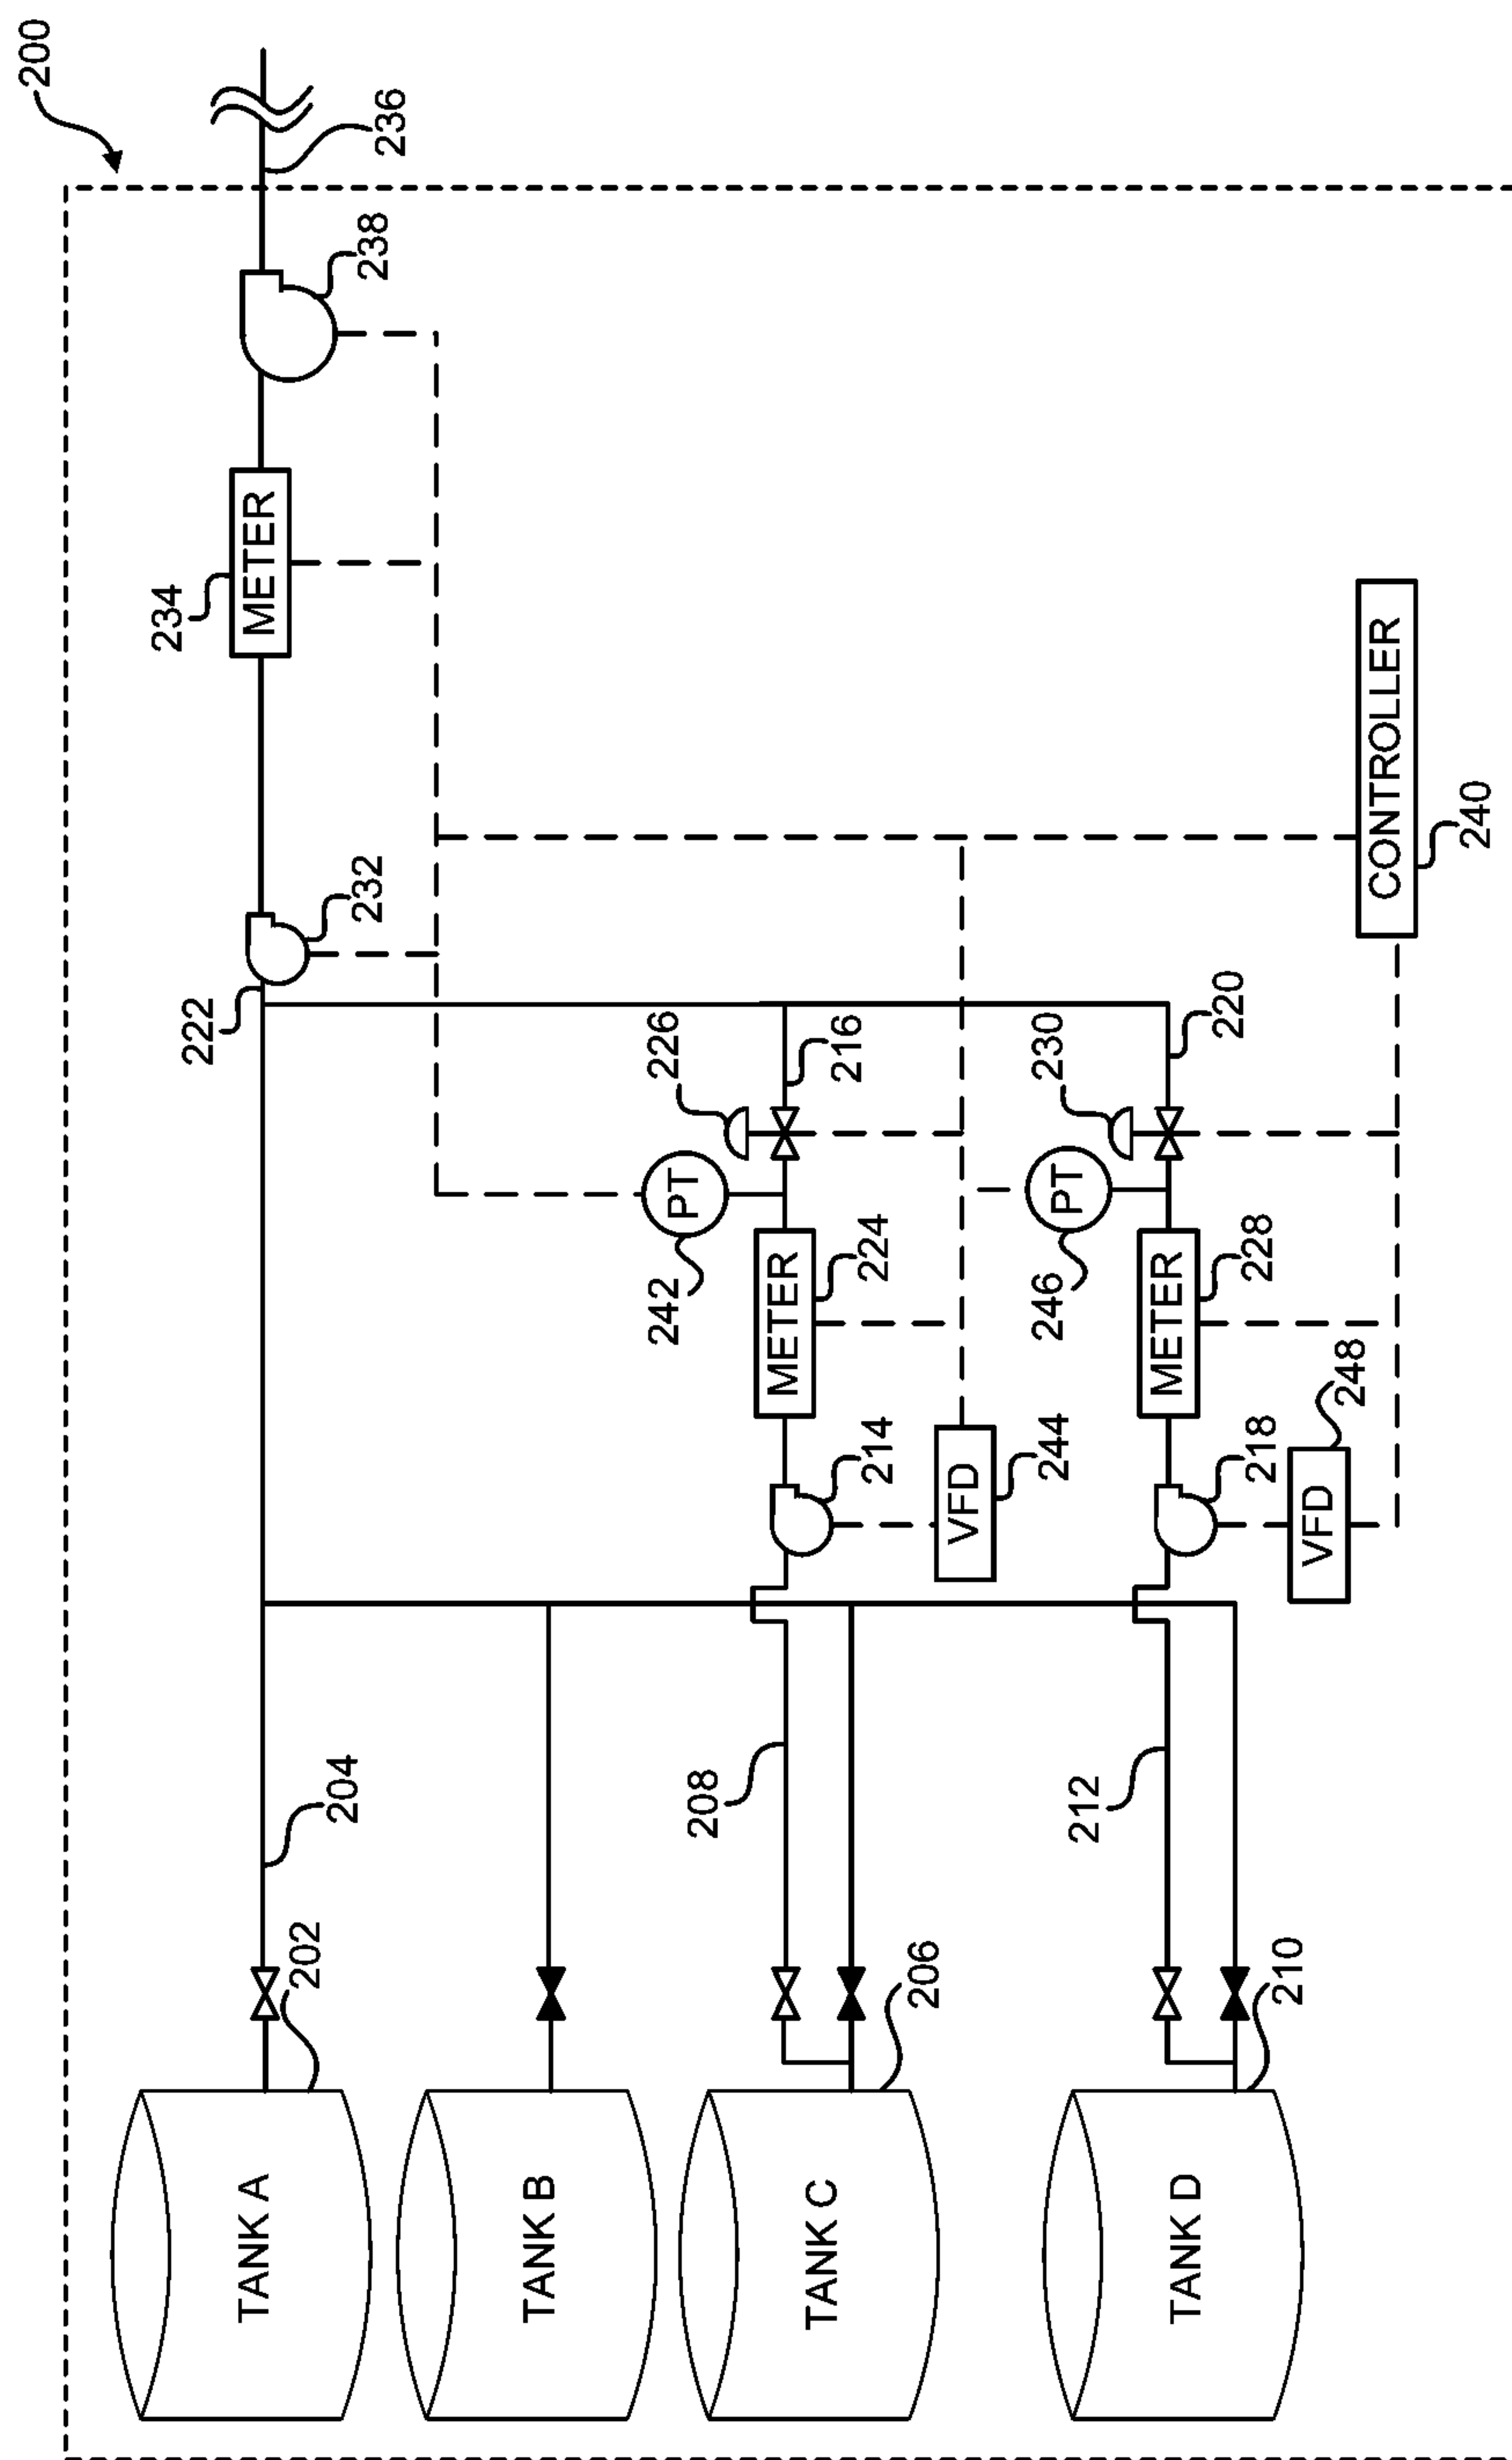 200
236
238
METER
234
232
222
226
216
PT
242
METER
224
230
220
PT
246
METER
228
CONTROLLER
240
214
VFD
244
218
VFD
248
204
208
212
202
206
210
TANK A
TANK B
TANK C
TANK D